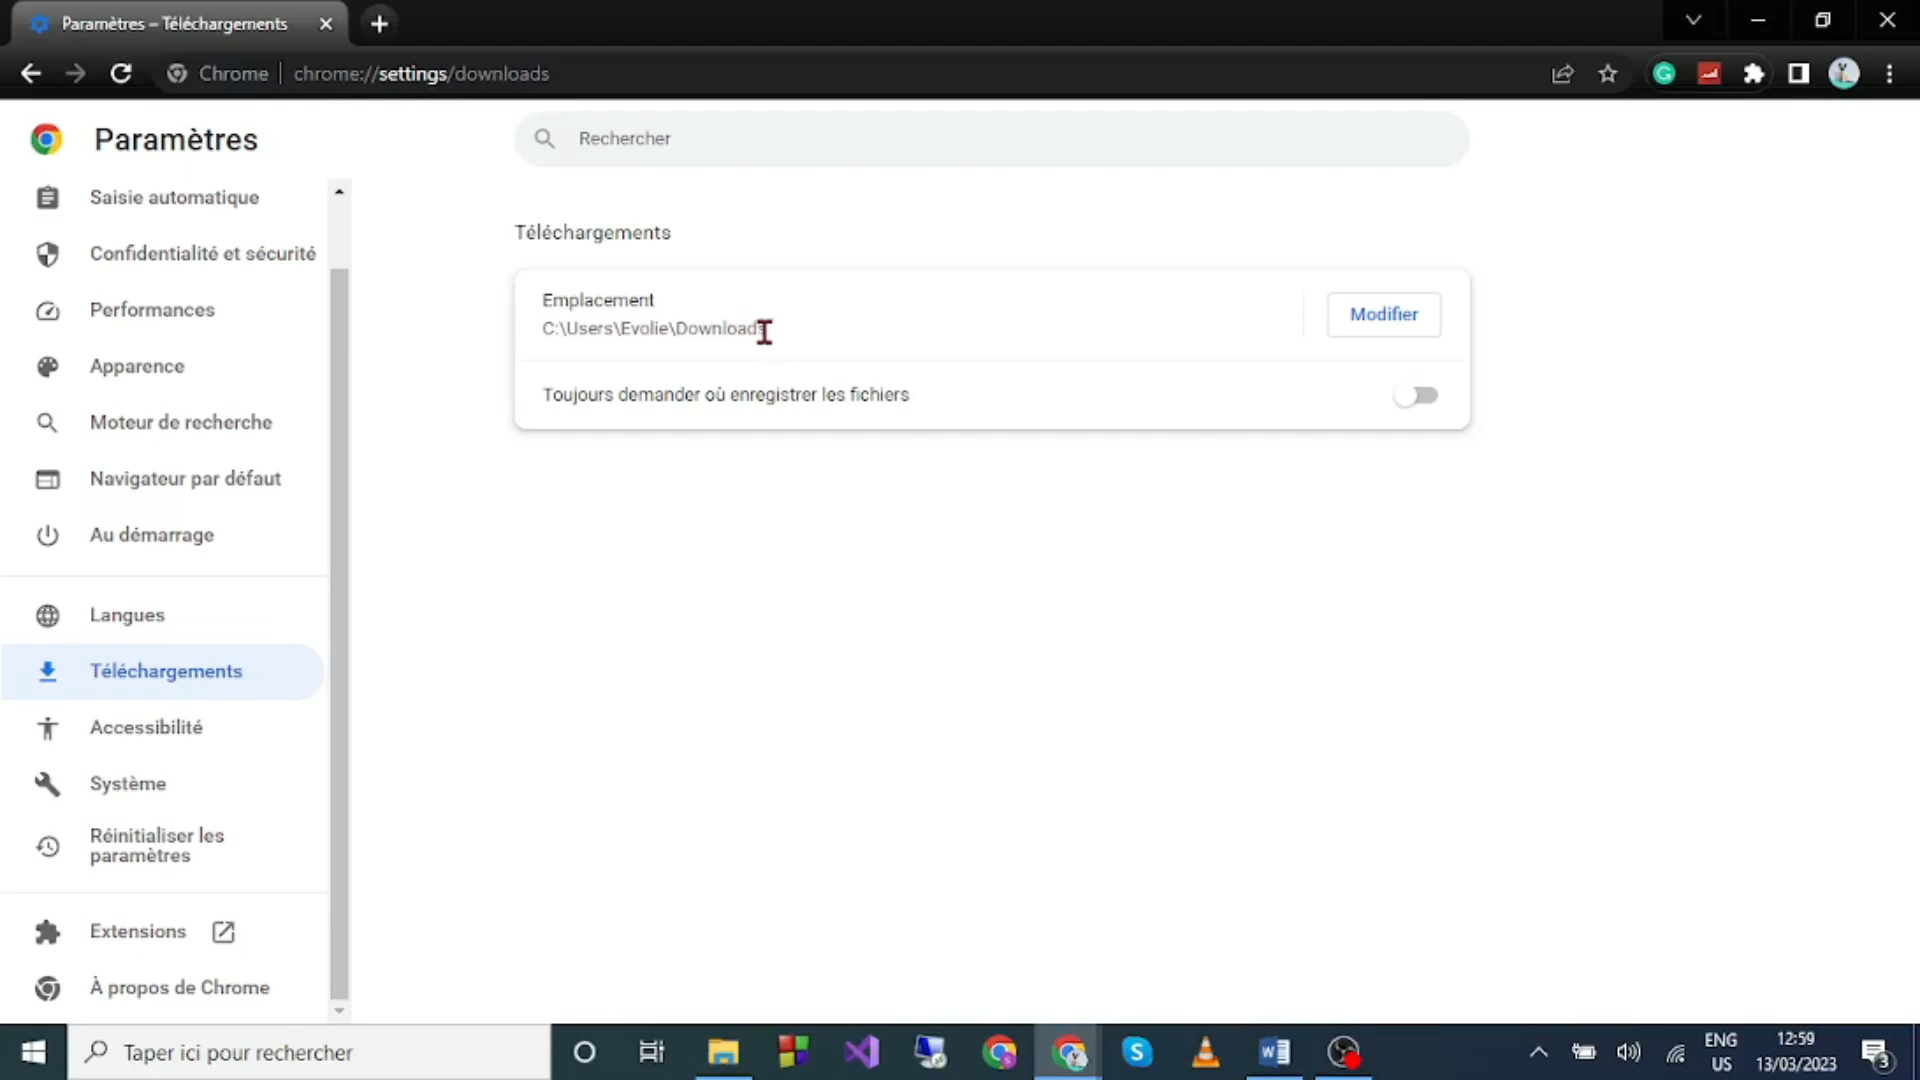 Paramètres – Téléchargements
Chrome
chrome://settings/downloads
Paramètres
Rechercher
Saisie automatique
Confidentialité et sécurité
Performances
Apparence
Moteur de recherche
Navigateur par défaut
Au démarrage
Langues
Téléchargements
Accessibilité
Système
Réinitialiser les
paramètres
Extensions
À propos de Chrome
Téléchargements
Emplacement
C:\Users\Evolie\Downloads
Modifier
Toujours demander où enregistrer les fichiers
Taper ici pour rechercher
ENG
US
12:59
13/03/2023
3